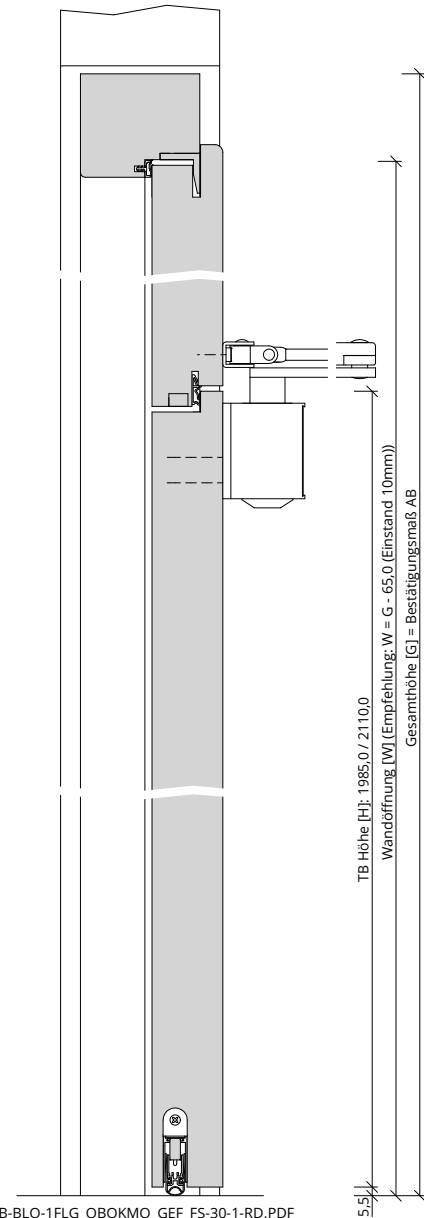 TB Höhe [H]: 1985,0 / 2110,0
Wandöffnung [W] (Empfehlung: W = G - 65,0 (Einstand 10mm))
Gesamthöhe [G] = Bestätigungsmaß AB
5,5
B-BLO-1FLG_OBOKMO_GEF_FS-30-1-RD.PDF